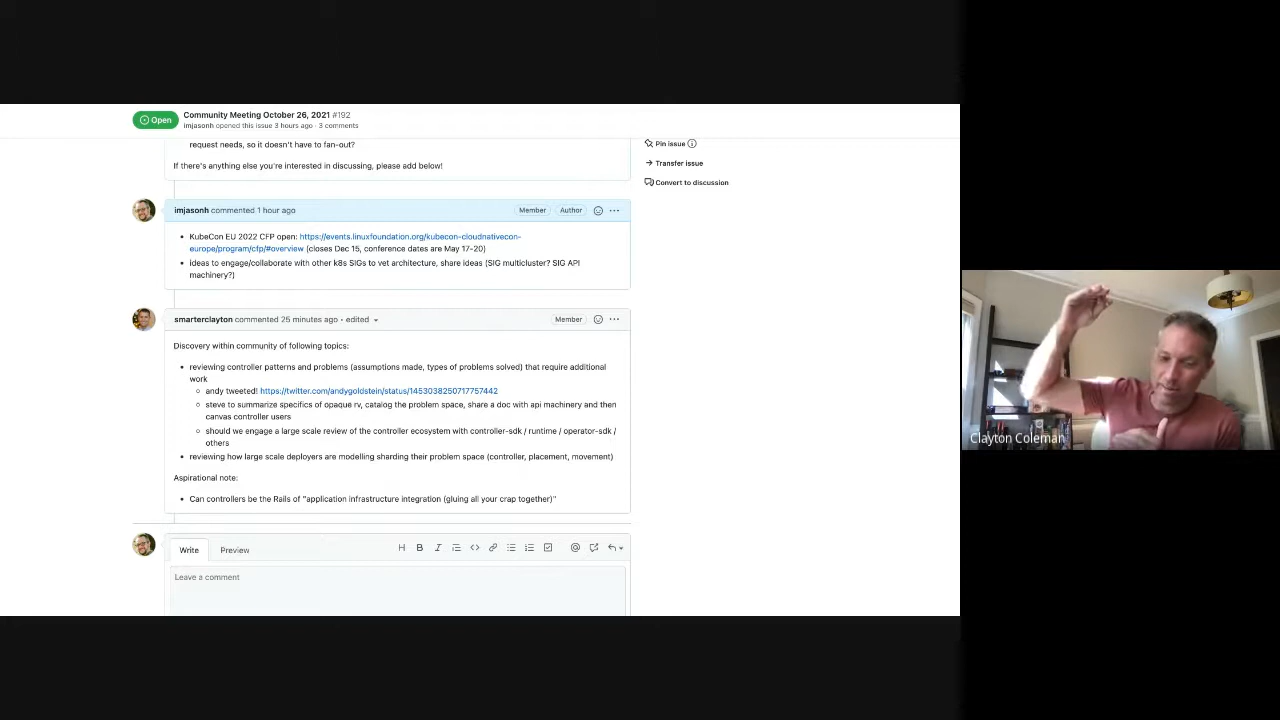 Open
Community Meeting October 26, 2021 #192
imjasonh opened this issue 3 hours ago · 3 comments
request needs, so it doesn't have to fan-out?
If there's anything else you're interested in discussing, please add below!
Pin issue
Transfer issue
Convert to discussion
imjasonh commented 1 hour ago
Member
Author
• KubeCon EU 2022 CFP open: https://events.linuxfoundation.org/kubecon-cloudnativecon-
europe/program/cfp/#overview (closes Dec 15, conference dates are May 17-20)
• ideas to engage/collaborate with other k8s SIGs to vet architecture, share ideas (SIG multicluster? SIG API
machinery?)
smarterclayton commented 25 minutes ago • edited
Member
Discovery within community of following topics:
• reviewing controller patterns and problems (assumptions made, types of problems solved) that require additional
work
◦ andy tweeted! https://twitter.com/andygoldstein/status/1453038250717757442
◦ steve to summarize specifics of opaque rv, catalog the problem space, share a doc with api machinery and then
canvas controller users
◦ should we engage a large scale review of the controller ecosystem with controller-sdk / runtime / operator-sdk /
others
• reviewing how large scale deployers are modelling sharding their problem space (controller, placement, movement)
Aspirational note:
• Can controllers be the Rails of "application infrastructure integration (gluing all your crap together)"
Write
Preview
Leave a comment
Clayton Coleman